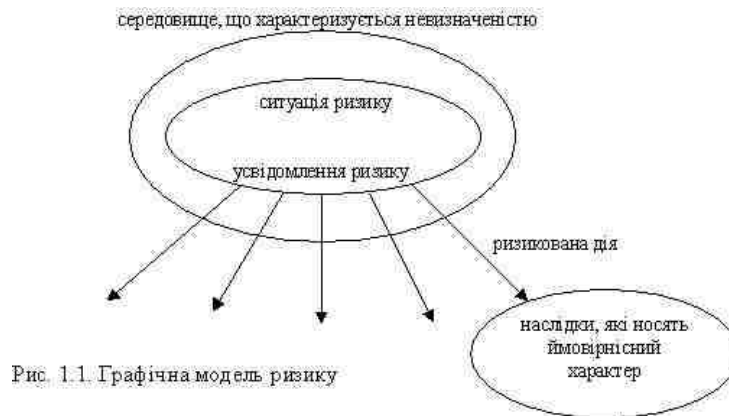 середовище, що характеризується невизначеністю
ситуація ризику
усвідомлення ризику
ризикована дія
наслідки, які носять
ймовірнісний
характер
Рис. 1.1. Графічна модель ризику